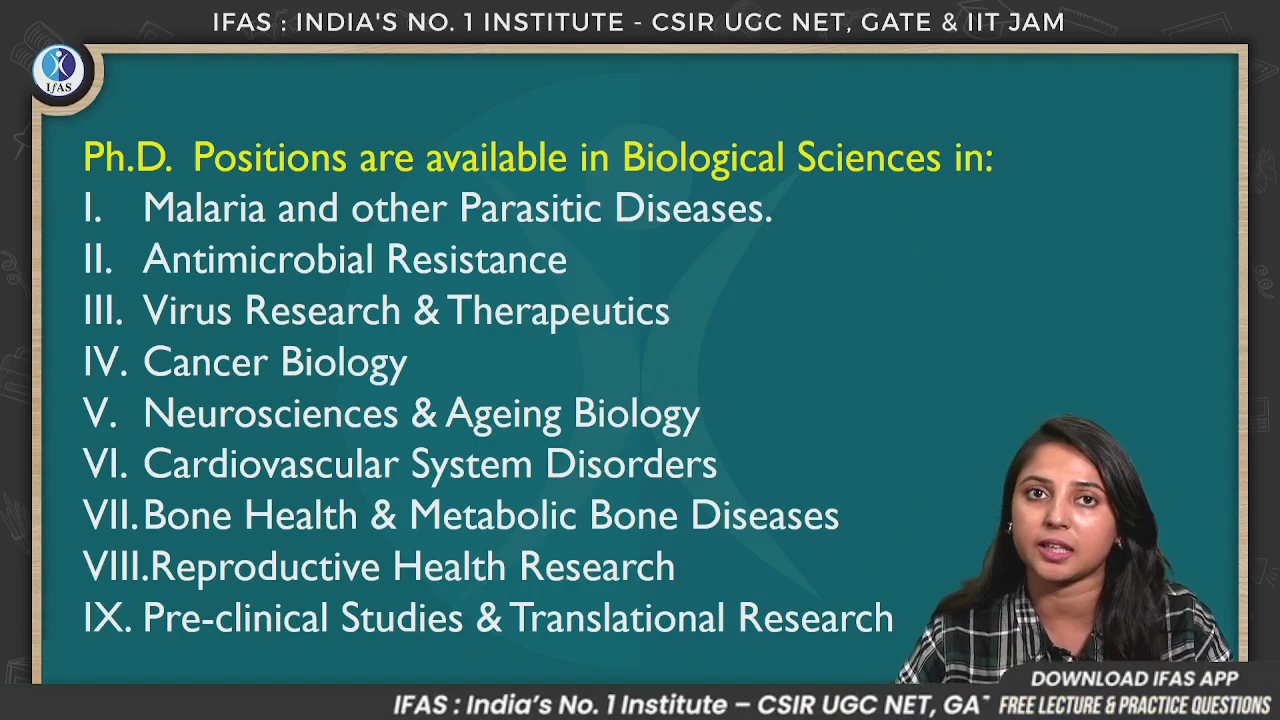 IFAS : INDIA'S NO. 1 INSTITUTE - CSIR UGC NET, GATE & IIT JAM
IfAS
Ph.D. Positions are available in Biological Sciences in:
I. Malaria and other Parasitic Diseases.
II. Antimicrobial Resistance
III. Virus Research & Therapeutics
IV. Cancer Biology
V. Neurosciences & Ageing Biology
VI. Cardiovascular System Disorders
VII. Bone Health & Metabolic Bone Diseases
VIII. Reproductive Health Research
IX. Pre-clinical Studies & Translational Research
DOWNLOAD IFAS APP
IFAS : India’s No. 1 Institute – CSIR UGC NET, GA
FREE LECTURE & PRACTICE QUESTIONS